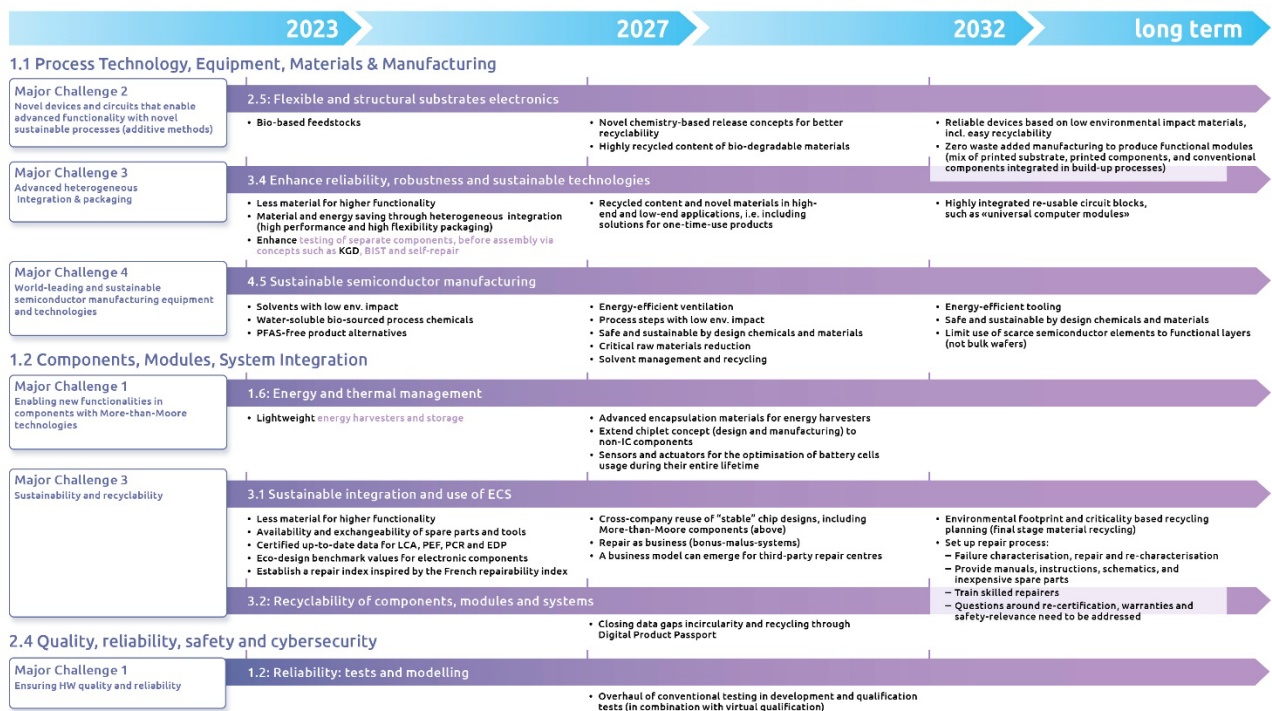 2023
2027
2032
long term
1.1 Process Technology, Equipment, Materials & Manufacturing
Major Challenge 2
Novel devices and circuits that enable
advanced functionality with novel
sustainable processes (additive methods)
2.5: Flexible and structural substrates electronics
• Bio-based feedstocks
• Novel chemistry-based release concepts for better
recyclability
• Highly recycled content of bio-degradable materials
• Reliable devices based on low environmental impact materials,
incl. easy recyclability
• Zero waste added manufacturing to produce functional modules
(mix of printed substrate, printed components, and conventional
components integrated in build-up processes)
Major Challenge 3
Advanced heterogeneous
Integration & packaging
3.4 Enhance reliability, robustness and sustainable technologies
• Less material for higher functionality
• Material and energy saving through heterogeneous integration
(high performance and high flexibility packaging)
• Enhance testing of separate components, before assembly via
concepts such as KGD, BIST and self-repair
• Recycled content and novel materials in high-
end and low-end applications, i.e. including
solutions for one-time-use products
• Highly integrated re-usable circuit blocks,
such as «universal computer modules»
Major Challenge 4
World-leading and sustainable
semiconductor manufacturing equipment
and technologies
4.5 Sustainable semiconductor manufacturing
• Solvents with low env. impact
• Water-soluble bio-sourced process chemicals
• PFAS-free product alternatives
• Energy-efficient ventilation
• Process steps with low env. impact
• Safe and sustainable by design chemicals and materials
• Critical raw materials reduction
• Solvent management and recycling
• Energy-efficient tooling
• Safe and sustainable by design chemicals and materials
• Limit use of scarce semiconductor elements to functional layers
(not bulk wafers)
1.2 Components, Modules, System Integration
Major Challenge 1
Enabling new functionalities in
components with More-than-Moore
technologies
1.6: Energy and thermal management
• Lightweight energy harvesters and storage
• Advanced encapsulation materials for energy harvesters
• Extend chiplet concept (design and manufacturing) to
non-IC components
• Sensors and actuators for the optimisation of battery cells
usage during their entire lifetime
Major Challenge 3
Sustainability and recyclability
3.1 Sustainable integration and use of ECS
• Less material for higher functionality
• Availability and exchangeability of spare parts and tools
• Certified up-to-date data for LCA, PEF, PCR and EDP
• Eco-design benchmark values for electronic components
• Establish a repair index inspired by the French repairability index
• Cross-company reuse of "stable" chip designs, including
More-than-Moore components (above)
• Repair as business (bonus-malus-systems)
• A business model can emerge for third-party repair centres
• Environmental footprint and criticality based recycling
planning (final stage material recycling)
• Set up repair process:
– Failure characterisation, repair and re-characterisation
– Provide manuals, instructions, schematics, and
inexpensive spare parts
– Train skilled repairers
– Questions around re-certification, warranties and
safety-relevance need to be addressed
3.2: Recyclability of components, modules and systems
• Closing data gaps incircularity and recycling through
Digital Product Passport
2.4 Quality, reliability, safety and cybersecurity
Major Challenge 1
Ensuring HW quality and reliability
1.2: Reliability: tests and modelling
• Overhaul of conventional testing in development and qualification
tests (in combination with virtual qualification)